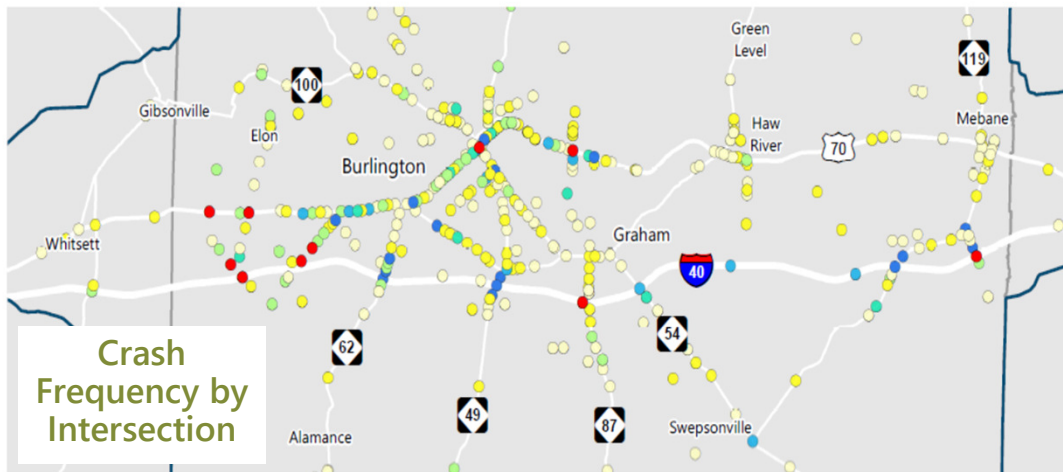 Green
Level
119
100
Gibsonville
Mebane
Elon
Haw
River
70
Burlington
Graham
Whitsett
40
Crash
Frequency by
Intersection
62
54
49
87
Swepsonville
Alamance